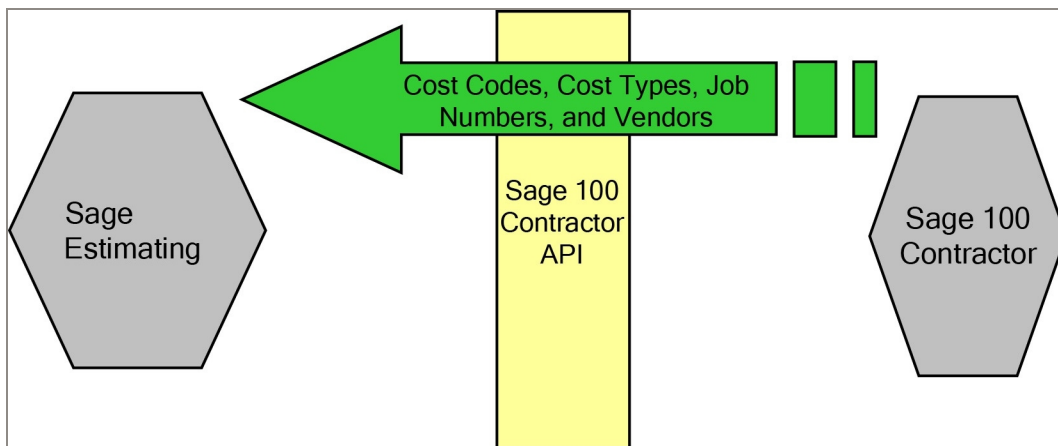 Cost Codes, Cost Types, Job
Numbers, and Vendors
Sage
Estimating
Sage 100
Contractor
API
Sage 100
Contractor